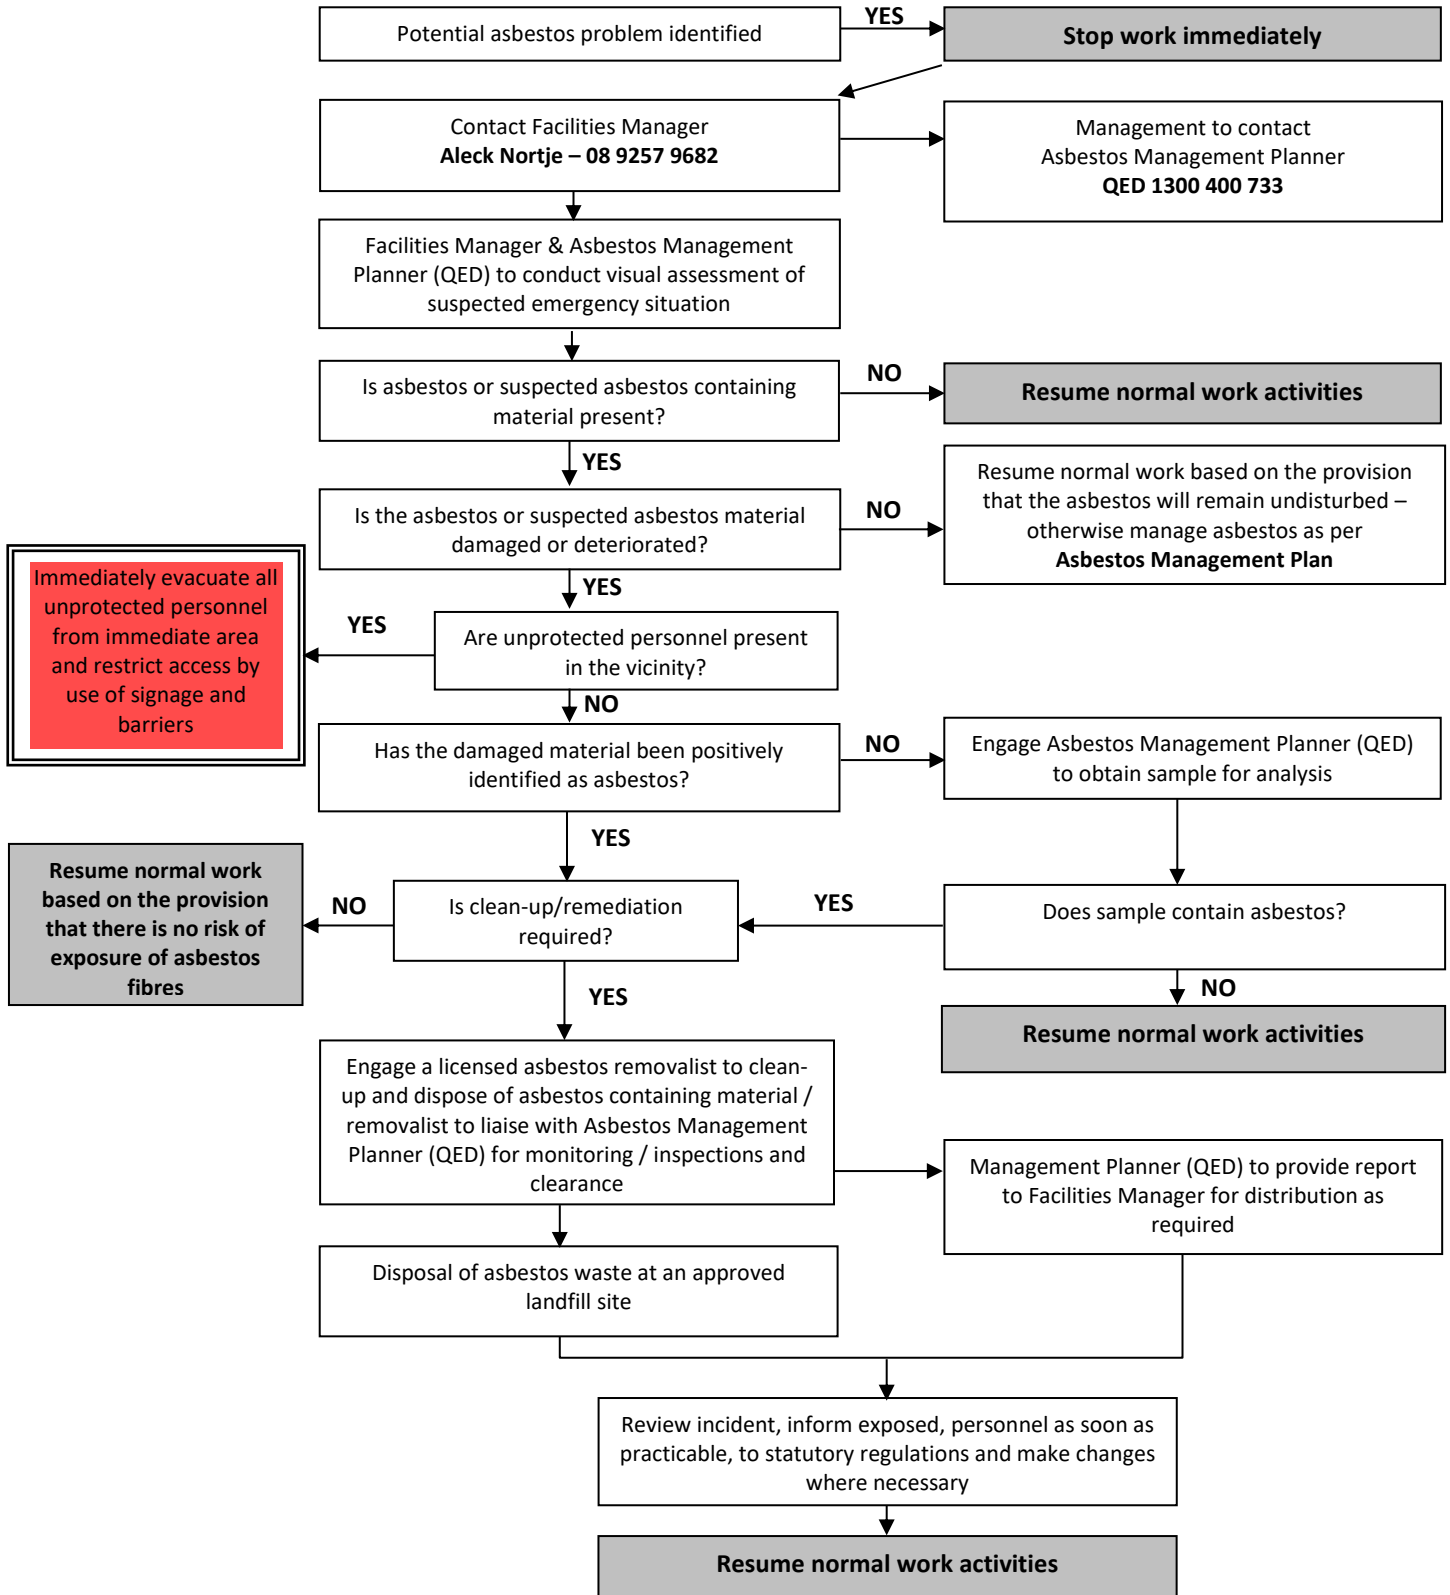 Potential asbestos problem identified
YES
Stop work immediately
Contact Facilities Manager
Aleck Nortje – 08 9257 9682
Management to contact
Asbestos Management Planner
QED 1300 400 733
Facilities Manager & Asbestos Management
Planner (QED) to conduct visual assessment of
suspected emergency situation
Is asbestos or suspected asbestos containing
material present?
NO
Resume normal work activities
YES
Is the asbestos or suspected asbestos material
damaged or deteriorated?
NO
Resume normal work based on the provision
that the asbestos will remain undisturbed –
otherwise manage asbestos as per
Asbestos Management Plan
YES
Immediately evacuate all
unprotected personnel
from immediate area
and restrict access by
use of signage and
barriers
YES
Are unprotected personnel present
in the vicinity?
NO
Has the damaged material been positively
identified as asbestos?
NO
Engage Asbestos Management Planner (QED)
to obtain sample for analysis
YES
Resume normal work
based on the provision
that there is no risk of
exposure of asbestos
fibres
NO
Is clean-up/remediation
required?
YES
Does sample contain asbestos?
NO
Resume normal work activities
YES
Engage a licensed asbestos removalist to clean-
up and dispose of asbestos containing material /
removalist to liaise with Asbestos Management
Planner (QED) for monitoring / inspections and
clearance
Management Planner (QED) to provide report
to Facilities Manager for distribution as
required
Disposal of asbestos waste at an approved
landfill site
Review incident, inform exposed, personnel as soon as
practicable, to statutory regulations and make changes
where necessary
Resume normal work activities